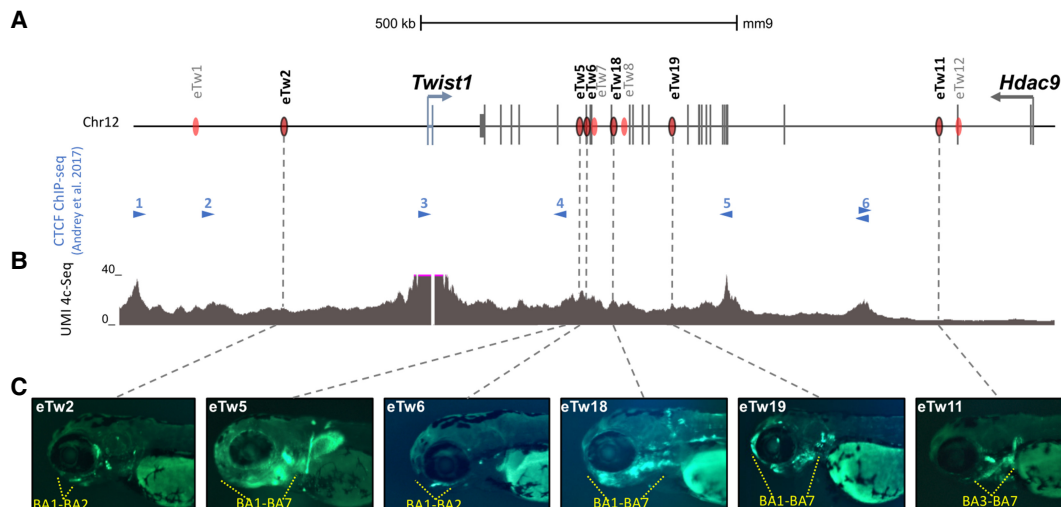 A
500 kb
mm9
eTw1
eTw2
Twist1
eTw5
eTw6
eTw7
eTw18
eTw8
eTw19
eTw11
eTw12
Hdac9
Chr12
CTCF ChIP-seq
(Andrey et al. 2017)
1
2
3
4
5
6
B
UMI 4c-Seq
40_
0_
C
eTw2
BA1-BA2
eTw5
BA1-BA7
eTw6
BA1-BA2
eTw18
BA1-BA7
eTw19
BA1-BA7
eTw11
BA3-BA7